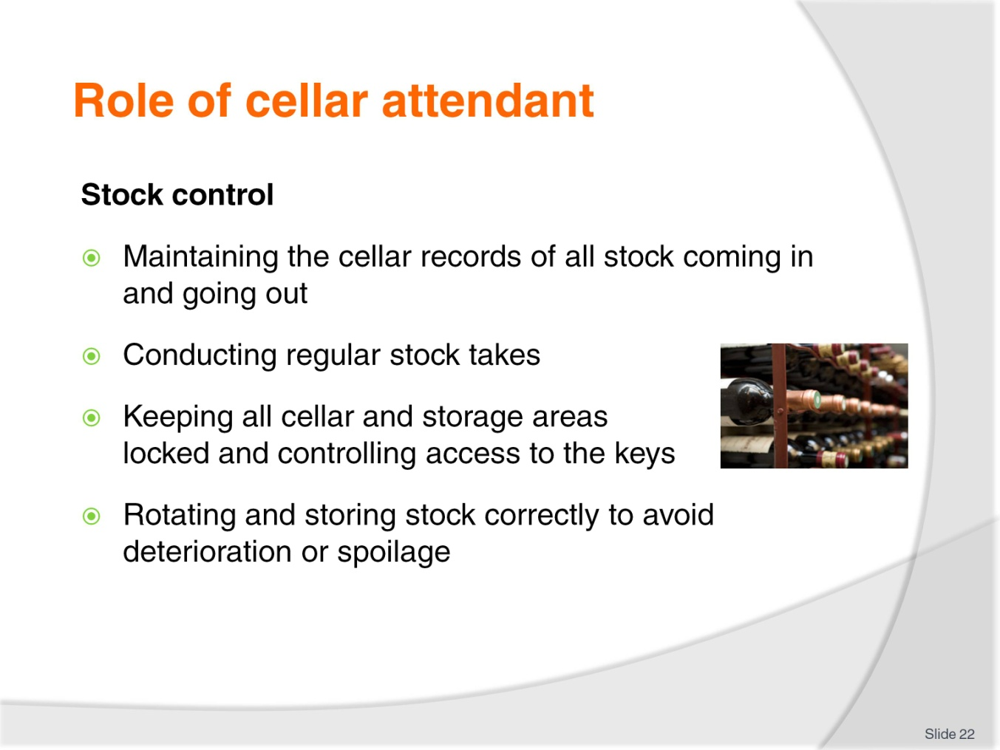 Role of cellar attendant
Stock control
Maintaining the cellar records of all stock coming in
and going out
Conducting regular stock takes
Keeping all cellar and storage areas
locked and controlling access to the keys
Rotating and storing stock correctly to avoid
deterioration or spoilage
Slide 22